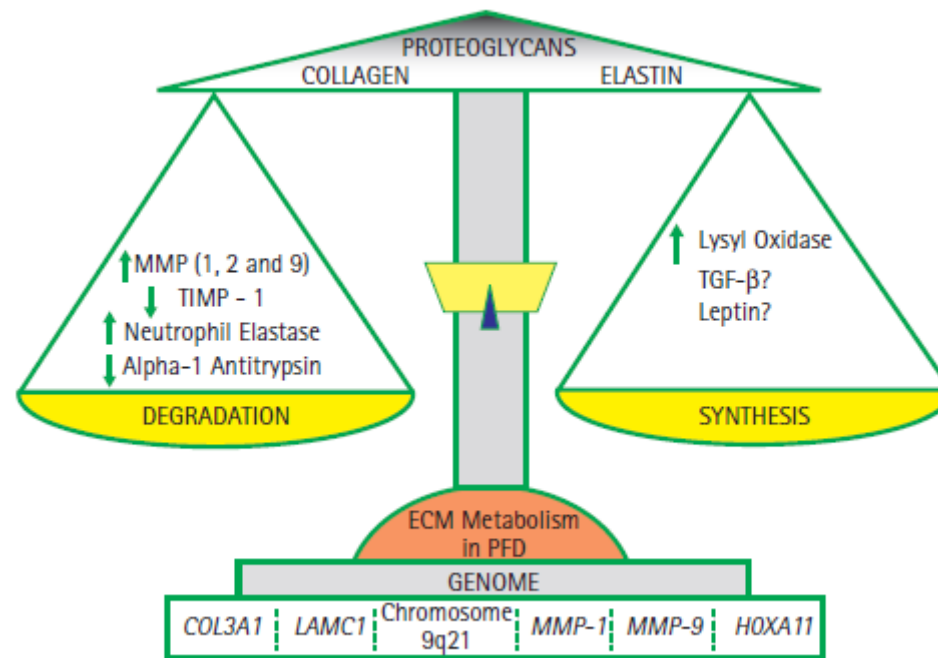 PROTEOGLYCANS
COLLAGEN ELASTIN
MMP (1, 2 and 9)
TIMP - 1
Neutrophil Elastase
Alpha-1 Antitrypsin
DEGRADATION
Lysyl Oxidase
TGF-β?
Leptin?
SYNTHESIS
ECM Metabolism
in PFD
GENOME
COL3A1 LAMC1 Chromosome
9q21 MMP-1 MMP-9 HOXA11